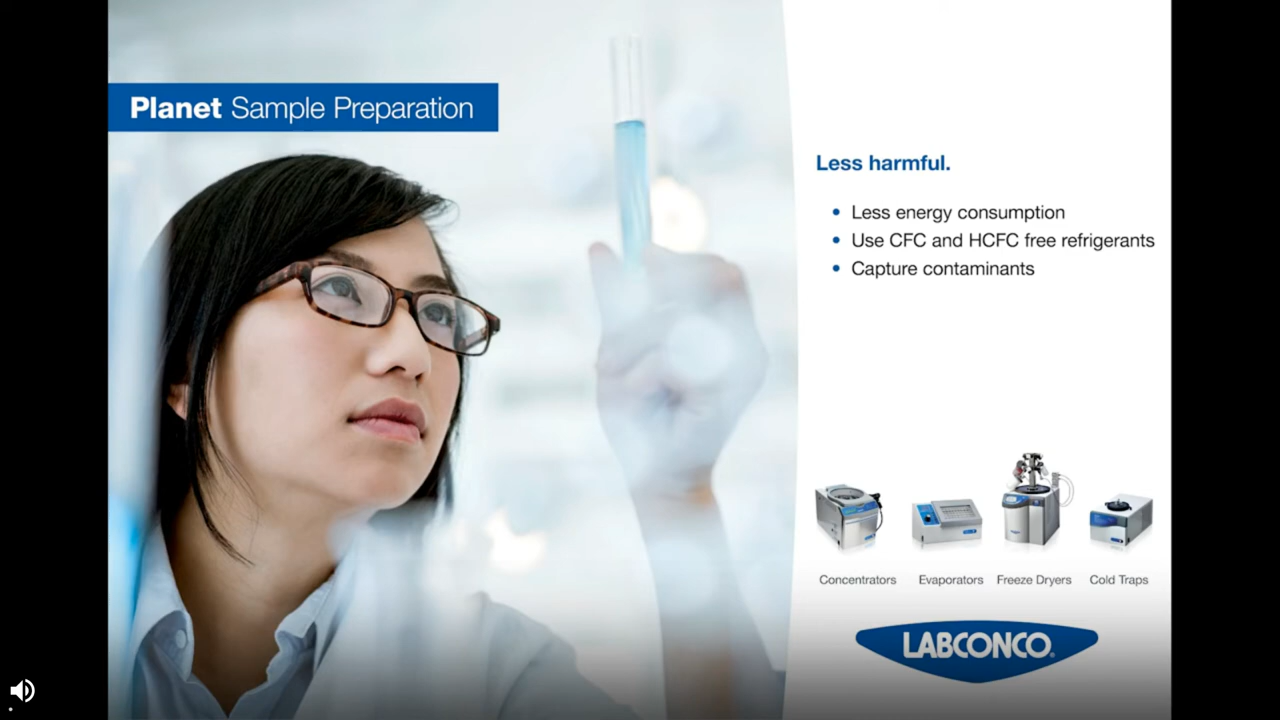 Planet Sample Preparation
Less harmful.
• Less energy consumption
• Use CFC and HCFC free refrigerants
• Capture contaminants
Concentrators Evaporators Freeze Dryers Cold Traps
LABCONCO®